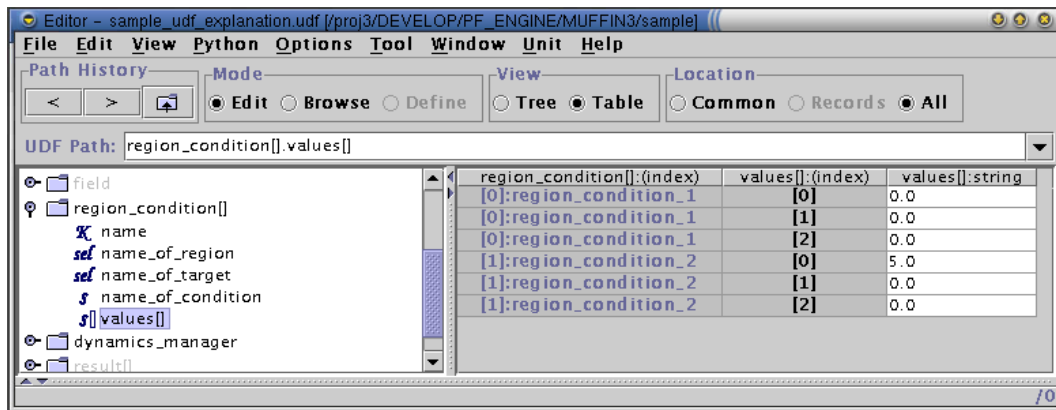 Editor – sample_udf_explanation.udf [/proj3/DEVELOP/PF_ENGINE/MUFFIN3/sample]
File Edit View Python Options Tool Window Unit Help
Path History Mode View Location
< > Edit Browse Define Tree Table Common Records All
UDF Path: region_condition[].values[]
field
region_condition[]
K name
sel name_of_region
sel name_of_target
s name_of_condition
s[] values[]
dynamics_manager
result[]
region_condition[]:(index) values[]:(index) values[]:string
[0]:region_condition_1 [0] 0.0
[0]:region_condition_1 [1] 0.0
[0]:region_condition_1 [2] 0.0
[1]:region_condition_2 [0] 5.0
[1]:region_condition_2 [1] 0.0
[1]:region_condition_2 [2] 0.0
/0